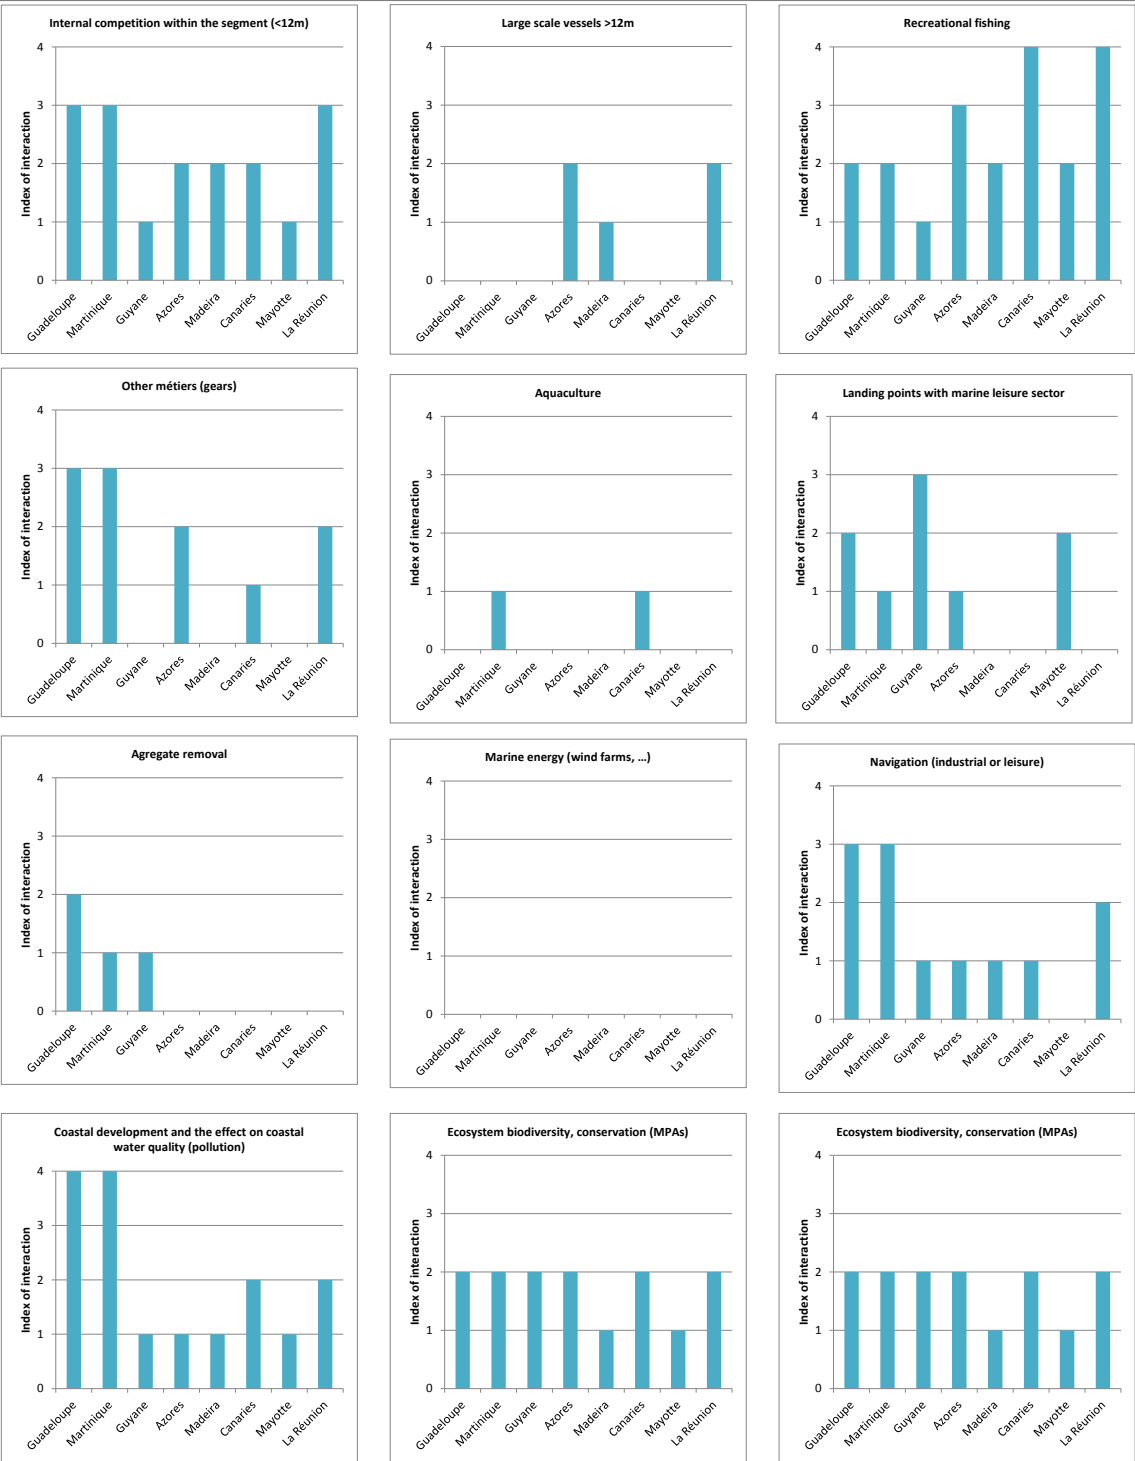 Internal competition within the segment (<12m)
4
3
2
1
0
Index of interaction
Guadeloupe
Martinique
Guyane
Azores
Madeira
Canaries
Mayotte
La Réunion
Large scale vessels >12m
4
3
2
1
0
Index of interaction
Guadeloupe
Martinique
Guyane
Azores
Madeira
Canaries
Mayotte
La Réunion
Recreational fishing
4
3
2
1
0
Index of interaction
Guadeloupe
Martinique
Guyane
Azores
Madeira
Canaries
Mayotte
La Réunion
Other métiers (gears)
4
3
2
1
0
Index of interaction
Guadeloupe
Martinique
Guyane
Azores
Madeira
Canaries
Mayotte
La Réunion
Aquaculture
4
3
2
1
0
Index of interaction
Guadeloupe
Martinique
Guyane
Azores
Madeira
Canaries
Mayotte
La Réunion
Landing points with marine leisure sector
4
3
2
1
0
Index of interaction
Guadeloupe
Martinique
Guyane
Azores
Madeira
Canaries
Mayotte
La Réunion
Agregate removal
4
3
2
1
0
Index of interaction
Guadeloupe
Martinique
Guyane
Azores
Madeira
Canaries
Mayotte
La Réunion
Marine energy (wind farms, ...)
4
3
2
1
0
Index of interaction
Guadeloupe
Martinique
Guyane
Azores
Madeira
Canaries
Mayotte
La Réunion
Navigation (industrial or leisure)
4
3
2
1
0
Index of interaction
Guadeloupe
Martinique
Guyane
Azores
Madeira
Canaries
Mayotte
La Réunion
Coastal development and the effect on coastal
water quality (pollution)
4
3
2
1
0
Index of interaction
Guadeloupe
Martinique
Guyane
Azores
Madeira
Canaries
Mayotte
La Réunion
Ecosystem biodiversity, conservation (MPAs)
4
3
2
1
0
Index of interaction
Guadeloupe
Martinique
Guyane
Azores
Madeira
Canaries
Mayotte
La Réunion
Ecosystem biodiversity, conservation (MPAs)
4
3
2
1
0
Index of interaction
Guadeloupe
Martinique
Guyane
Azores
Madeira
Canaries
Mayotte
La Réunion